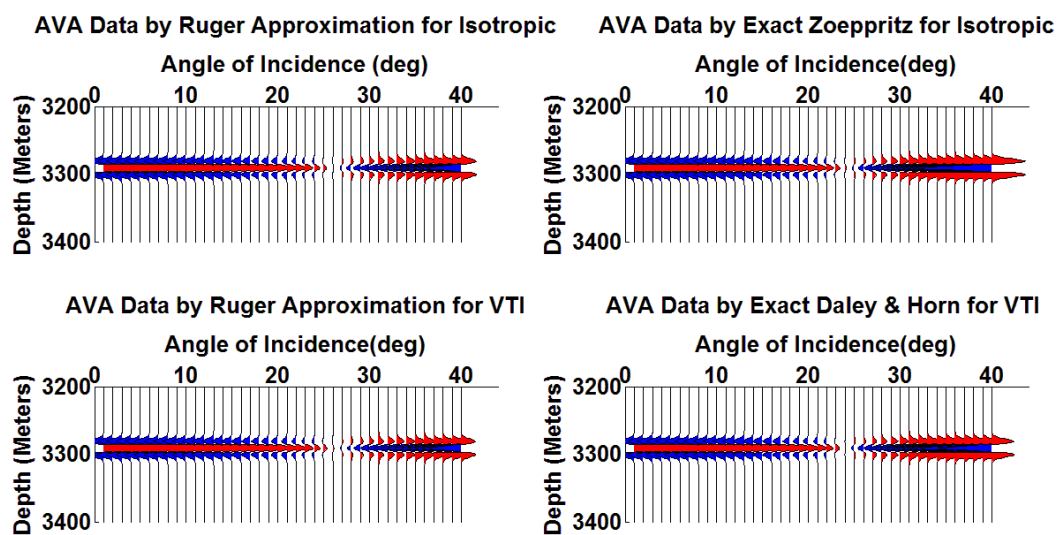 AVA Data by Ruger Approximation for Isotropic
Angle of Incidence (deg)
0 10 20 30 40
Depth (Meters)
3200
3300
3400
AVA Data by Exact Zoeppritz for Isotropic
Angle of Incidence(deg)
0 10 20 30 40
Depth (Meters)
3200
3300
3400
AVA Data by Ruger Approximation for VTI
Angle of Incidence(deg)
0 10 20 30 40
Depth (Meters)
3200
3300
3400
AVA Data by Exact Daley & Horn for VTI
Angle of Incidence(deg)
0 10 20 30 40
Depth (Meters)
3200
3300
3400